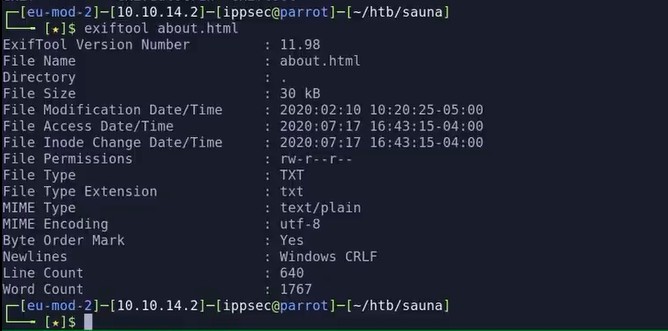 ┌─[eu-mod-2]─[10.10.14.2]─[ippsec@parrot]─[~/htb/sauna]
└──╼ [★]$ exiftool about.html
ExifTool Version Number : 11.98
File Name : about.html
Directory : .
File Size : 30 kB
File Modification Date/Time : 2020:02:10 10:20:25-05:00
File Access Date/Time : 2020:07:17 16:43:15-04:00
File Inode Change Date/Time : 2020:07:17 16:43:15-04:00
File Permissions : rw-r--r--
File Type : TXT
File Type Extension : txt
MIME Type : text/plain
MIME Encoding : utf-8
Byte Order Mark : Yes
Newlines : Windows CRLF
Line Count : 640
Word Count : 1767
┌─[eu-mod-2]─[10.10.14.2]─[ippsec@parrot]─[~/htb/sauna]
└──╼ [★]$